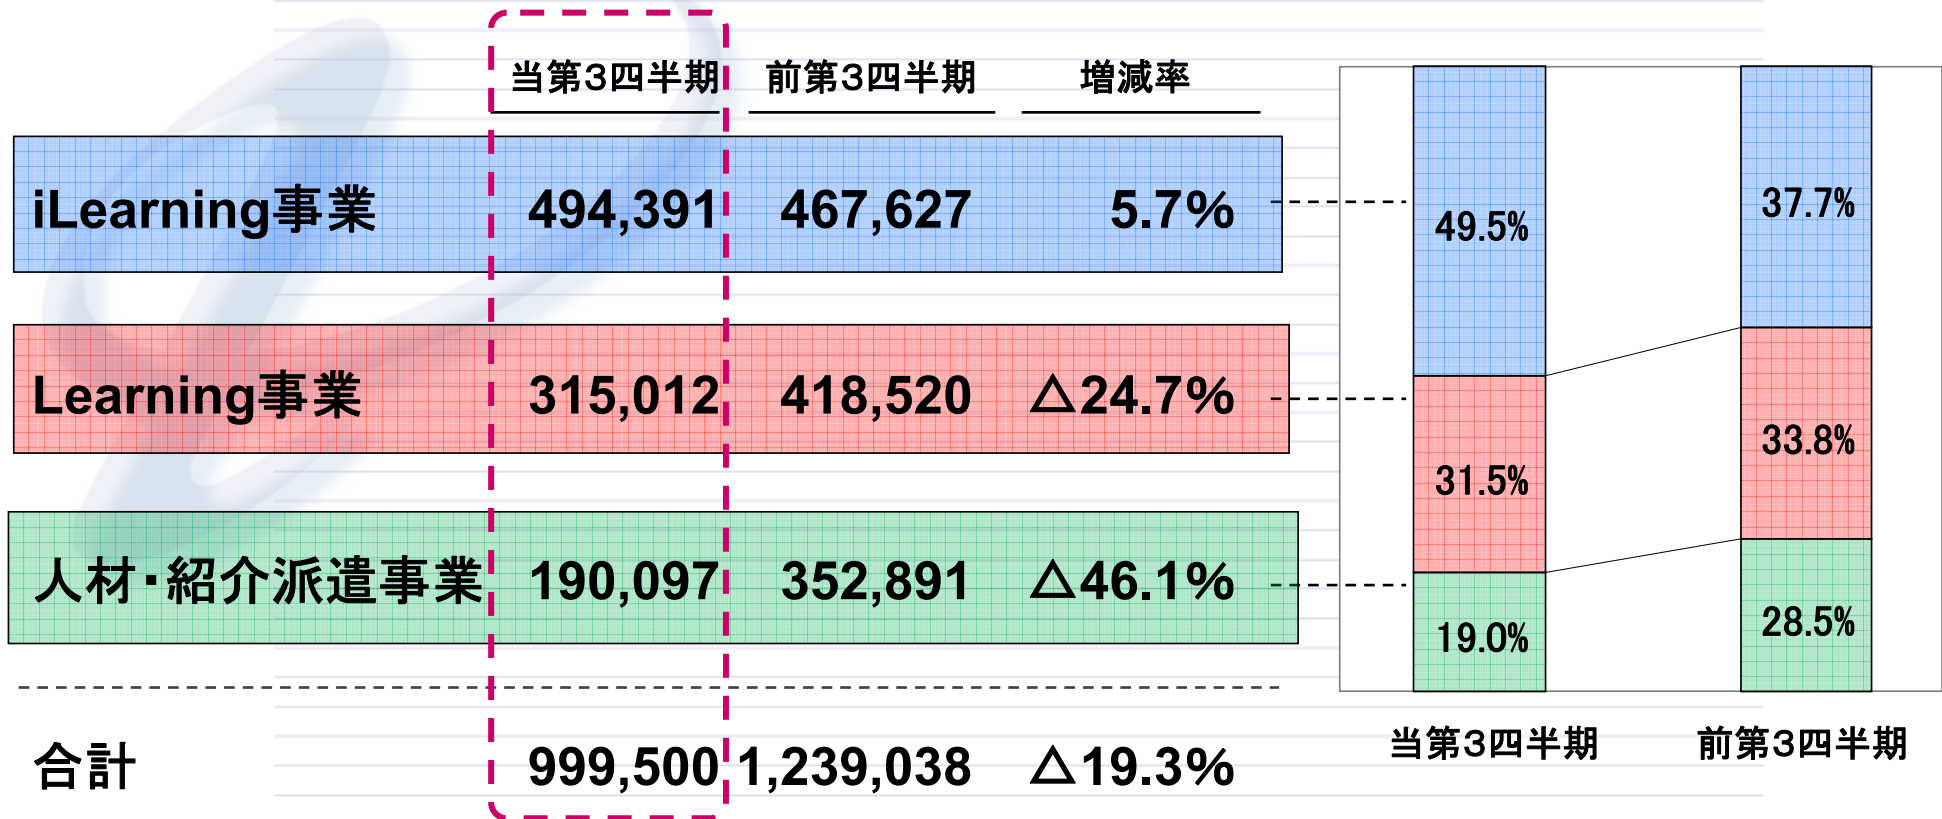 当第3四半期 前第3四半期 増減率
iLearning事業 494,391 467,627 5.7%
Learning事業 315,012 418,520 △24.7%
人材・紹介派遣事業 190,097 352,891 △46.1%
合計 999,500 1,239,038 △19.3%
49.5% 37.7%
31.5% 33.8%
19.0% 28.5%
当第3四半期 前第3四半期